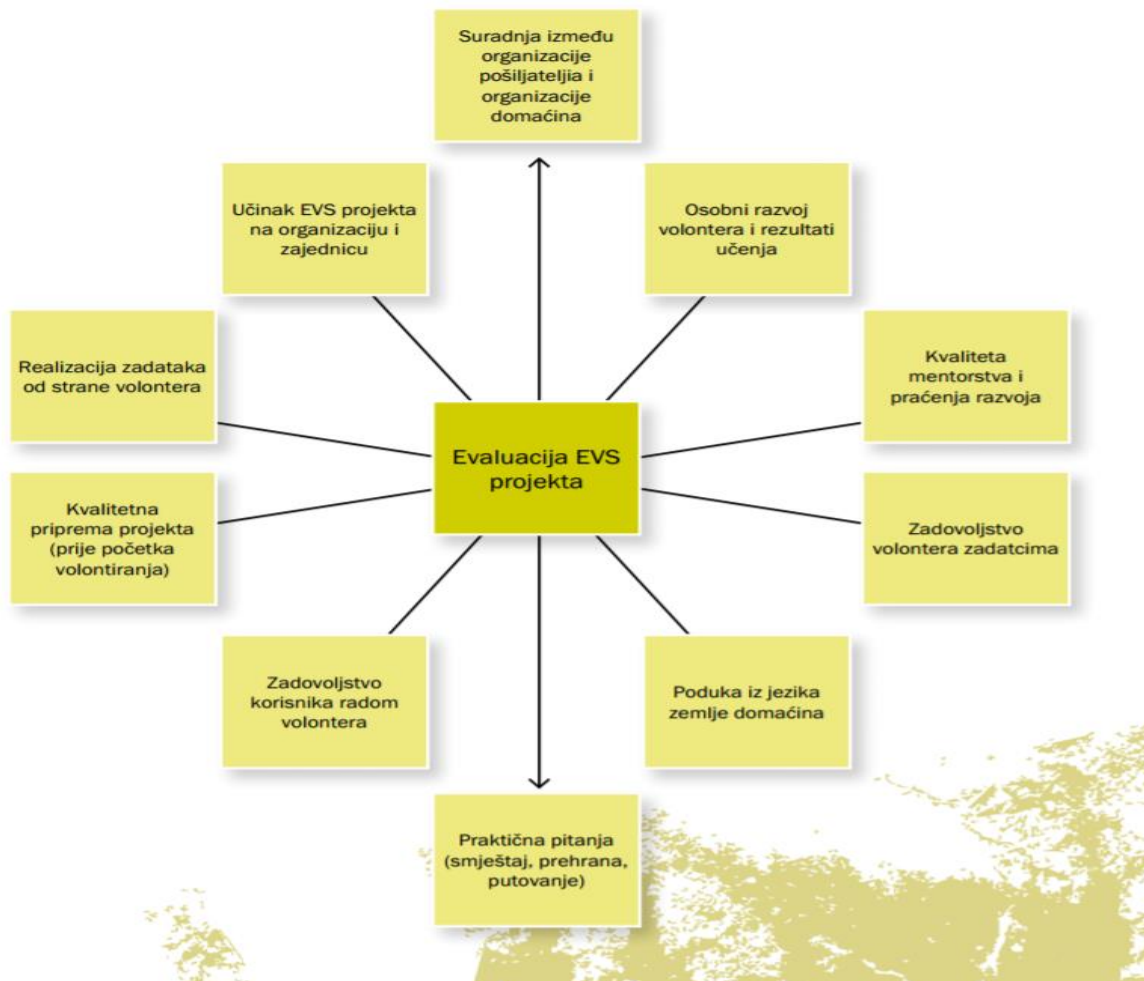 Suradnja između
organizacije
pošiljateljia i
organizacije
domaćina
Učinak EVS projekta
na organizaciju i
zajednicu
Osobni razvoj
volontera i rezultati
učenja
Realizacija zadataka
od strane volontera
Kvaliteta
mentorstva i
praćenja razvoja
Evaluacija EVS
projekta
Kvalitetna
priprema projekta
(prije početka
volontiranja)
Zadovoljstvo
volontera zadatcima
Zadovoljstvo
korisnika radom
volontera
Poduka iz jezika
zemlje domaćina
Praktična pitanja
(smještaj, prehrana,
putovanje)